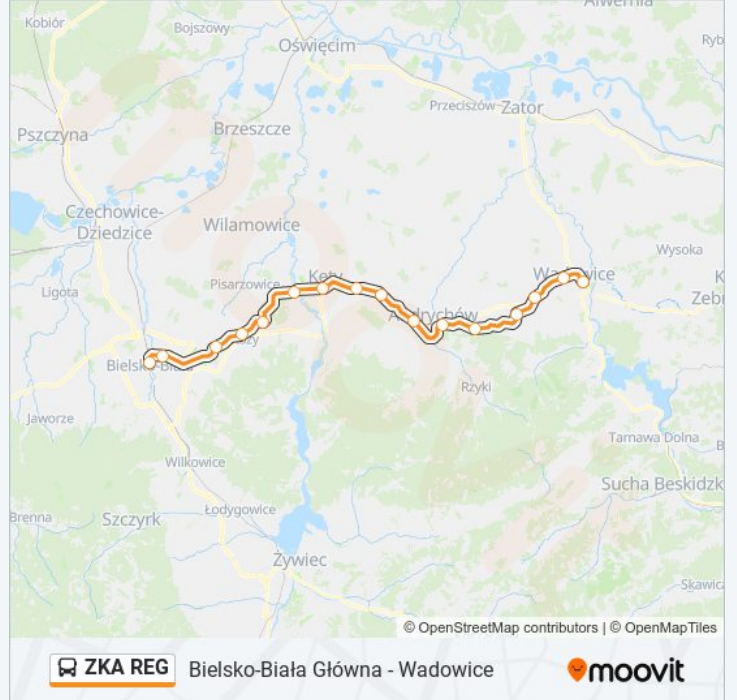 Alwernia
Kobiór
Bojszowy
Oświęcim
Ryb
Przeciszów
Zator
Pszczyna
Brzeszcze
Czechowice-
Dziedzice
Wilamowice
Wysoka
Ligota
Pisarzowice
Kęty
Wadowice
K
Zebr
Andrychów
zy
Bielsko-Biała
Rzyki
Jaworze
Tarnawa Dolna
B
Wilkowice
Sucha Beskidzk
Brenna
Szczyrk
Łodygowice
Żywiec
Skawic
© OpenStreetMap contributors | © OpenMapTiles
ZKA REG
Bielsko-Biała Główna - Wadowice
moovit